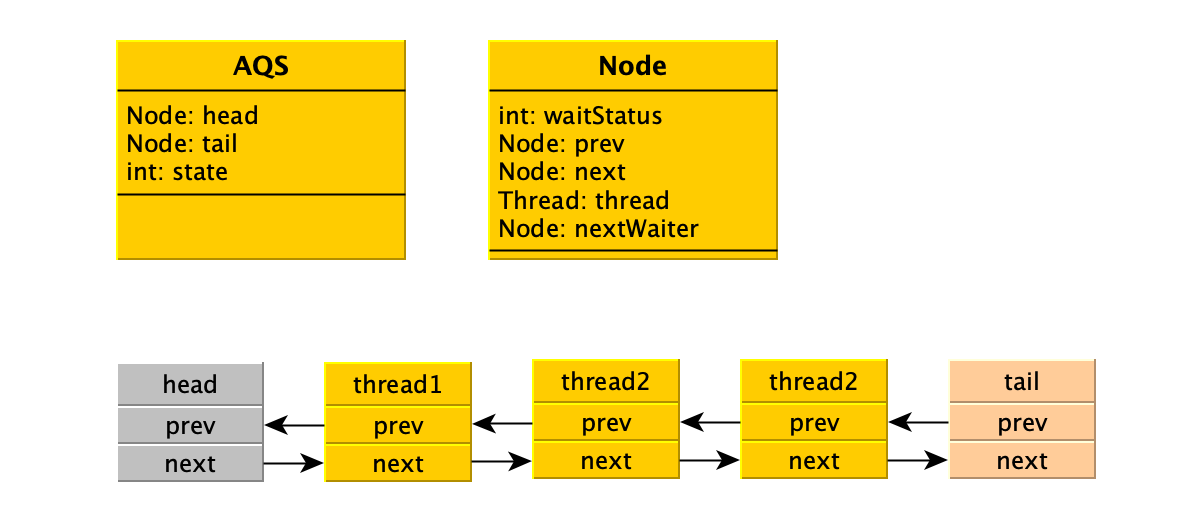 AQS
Node: head
Node: tail
int: state
Node
int: waitStatus
Node: prev
Node: next
Thread: thread
Node: nextWaiter
head
prev
next
thread1
prev
next
thread2
prev
next
thread2
prev
next
tail
prev
next